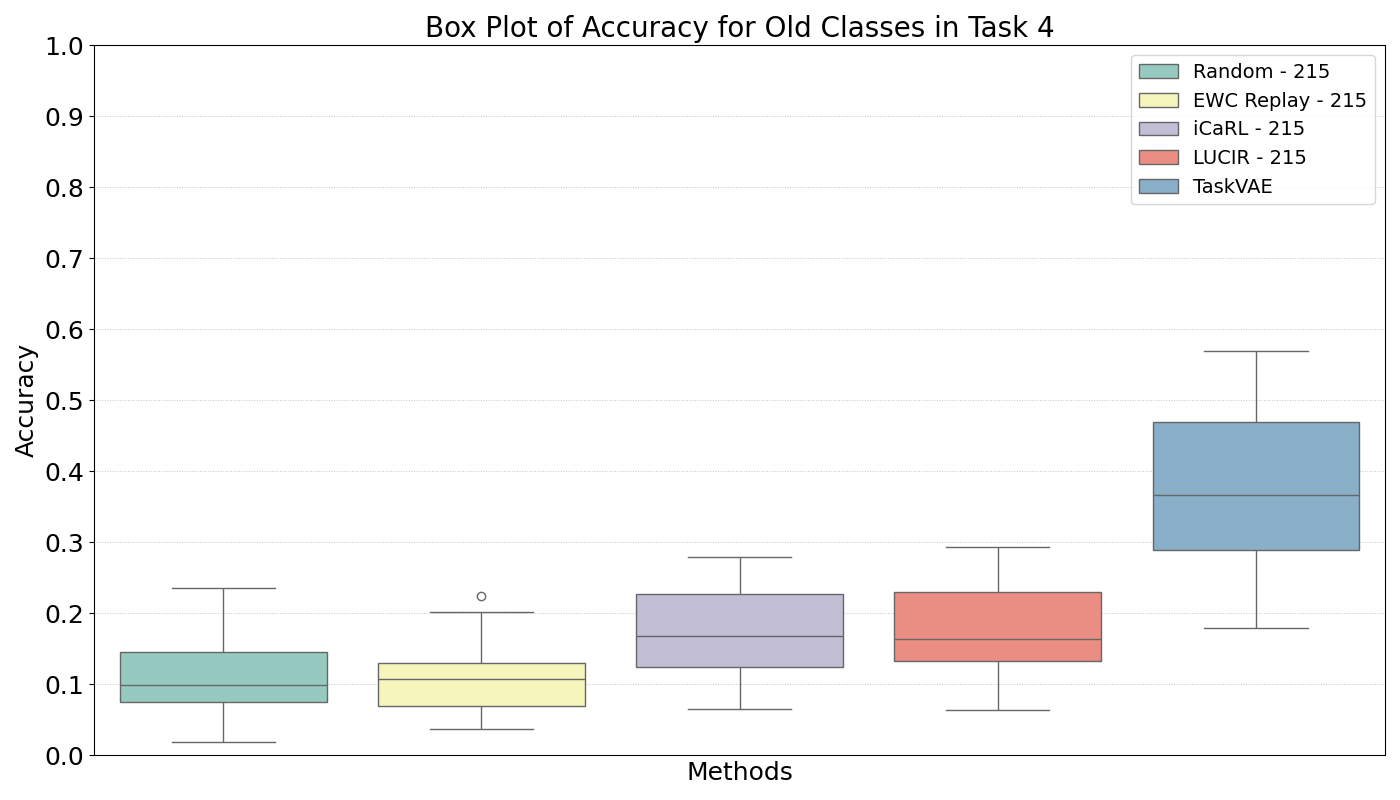 Box Plot of Accuracy for Old Classes in Task 4
1.0
0.9
0.8
0.7
0.6
0.5
0.4
0.3
0.2
0.1
0.0
Accuracy
Methods
Random - 215
EWC Replay - 215
iCaRL - 215
LUCIR - 215
TaskVAE